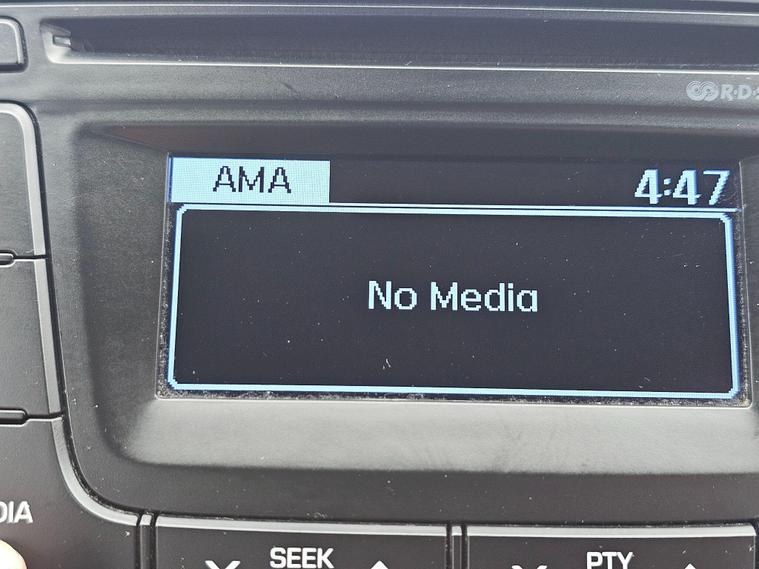 R·D·S
AMA
4:47
No Media
DIA
SEEK
PTY